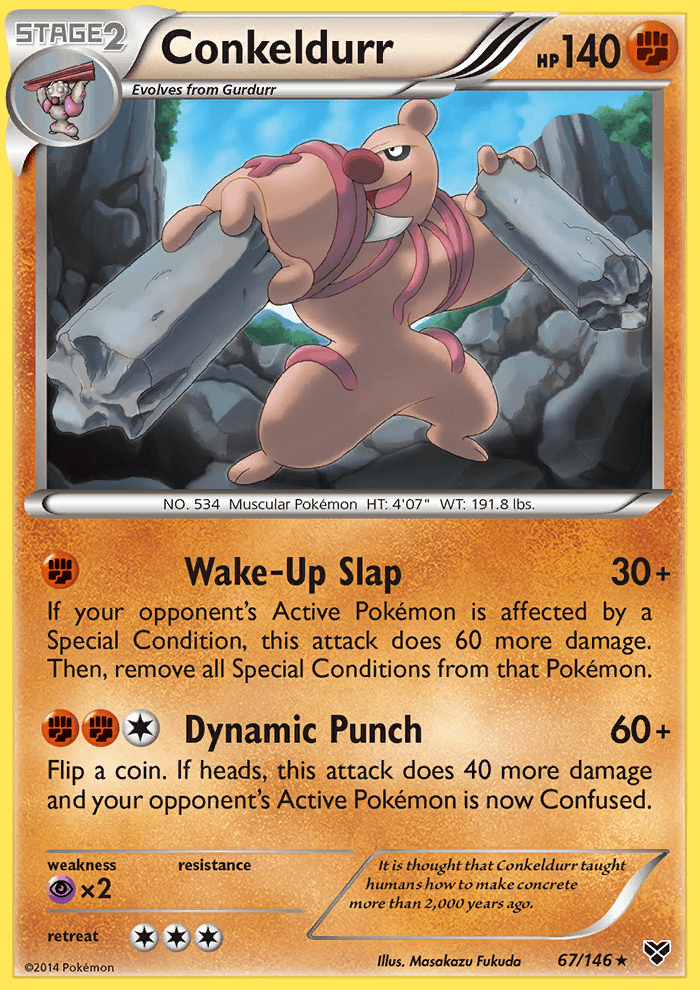 STAGE2
Conkeldurr
HP140
Evolves from Gurdurr
NO. 534 Muscular Pokémon HT: 4'07" WT: 191.8 lbs.
Wake-Up Slap 30+
If your opponent's Active Pokémon is affected by a
Special Condition, this attack does 60 more damage.
Then, remove all Special Conditions from that Pokémon.
Dynamic Punch 60+
Flip a coin. If heads, this attack does 40 more damage
and your opponent's Active Pokémon is now Confused.
weakness resistance
×2
It is thought that Conkeldurr taught
humans how to make concrete
more than 2,000 years ago.
retreat
Illus. Masakazu Fukuda 67/146★
©2014 Pokémon